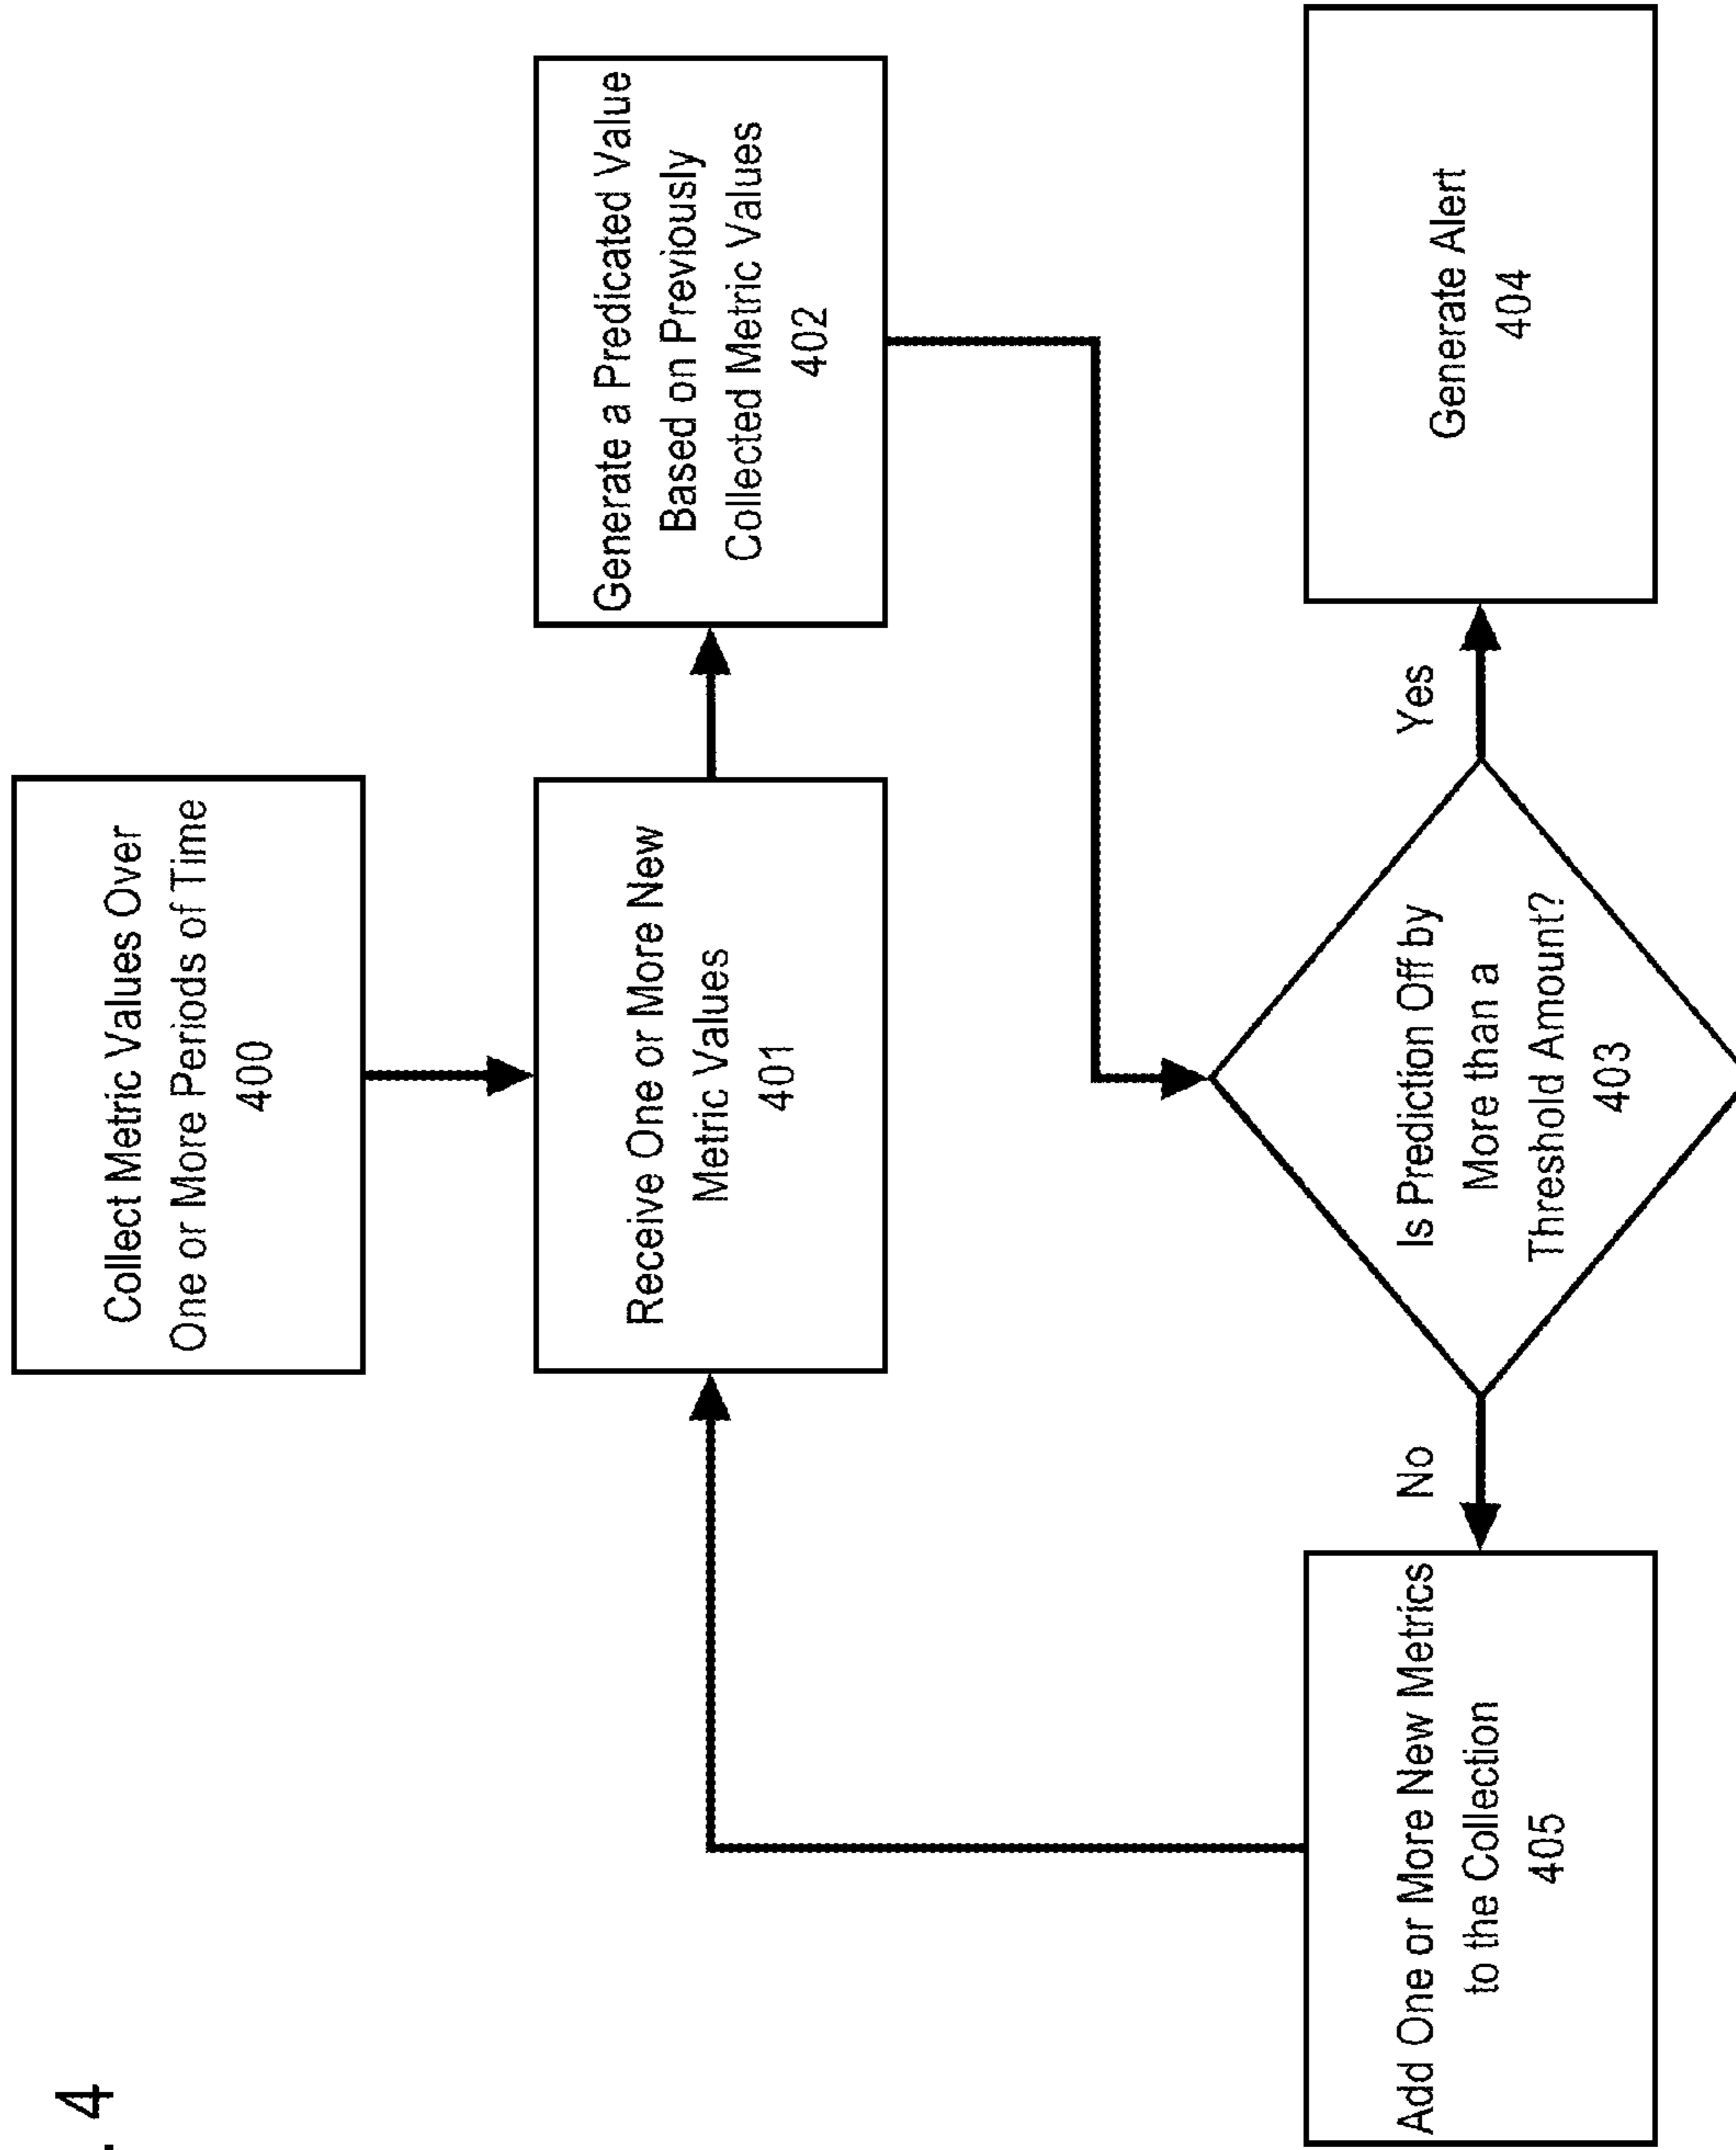 . 4
Collect Metric Values Over
One or More Periods of Time
400
Receive One or More New
Metric Values
401
Generate a Predicated Value
Based on Previously
Collected Metric Values
402
Is Prediction Off by
More than a
Threshold Amount?
403
Yes
Generate Alert
404
No
Add One or More New Metrics
to the Collection
405